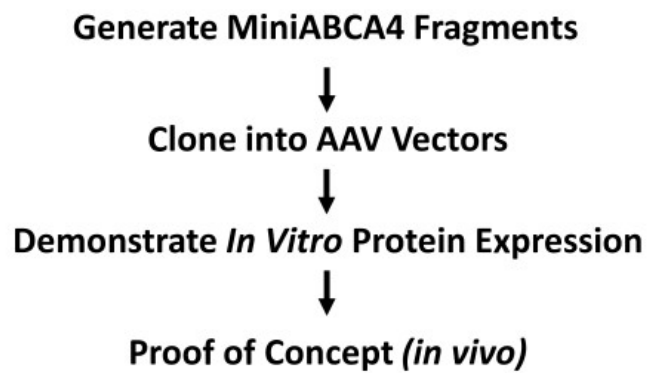 Generate MiniABCA4 Fragments
Clone into AAV Vectors
Demonstrate In Vitro Protein Expression
Proof of Concept (in vivo)